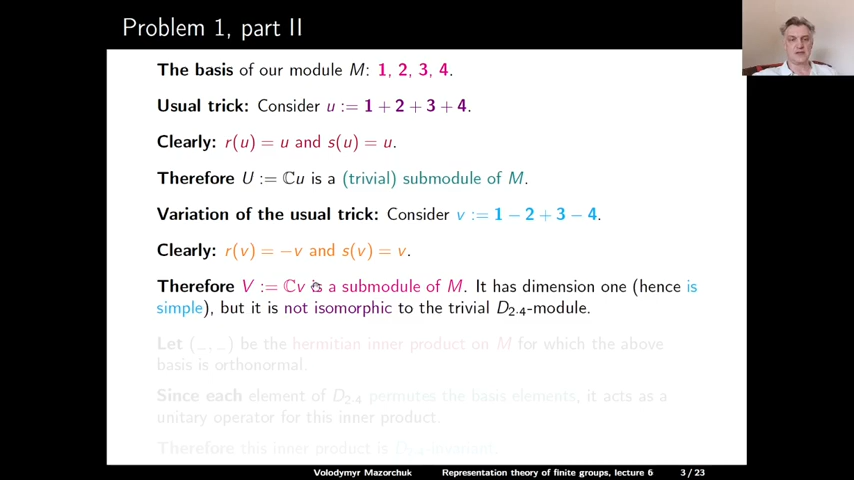 Problem 1, part II
The basis of our module M: 1, 2, 3, 4.
Usual trick: Consider u := 1 + 2 + 3 + 4.
Clearly: r(u) = u and s(u) = u.
Therefore U := ℂu is a (trivial) submodule of M.
Variation of the usual trick: Consider v := 1 − 2 + 3 − 4.
Clearly: r(v) = −v and s(v) = v.
Therefore V := ℂv is a submodule of M. It has dimension one (hence is
simple), but it is not isomorphic to the trivial D₂.₄-module.
Let (_, _) be the hermitian inner product on M for which the above
basis is orthonormal.
Since each element of D₂.₄ permutes the basis elements, it acts as a
unitary operator for this inner product.
Therefore this inner product is D₂.₄-invariant.
Volodymyr Mazorchuk Representation theory of finite groups, lecture 6 3 / 23